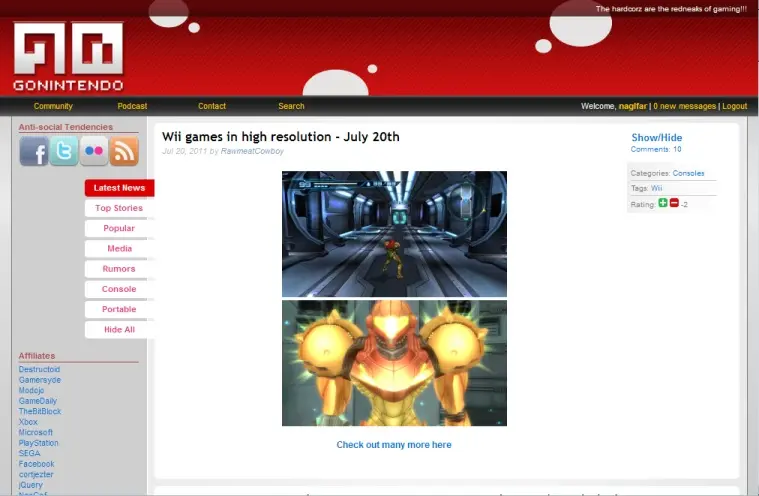 The hardcorz are the redneaks of gaming!!!
GONINTENDO
Community Podcast Contact Search
Welcome, naglfar | 0 new messages | Logout
Anti-social Tendencies
Latest News
Top Stories
Popular
Media
Rumors
Console
Portable
Hide All
Affiliates
Destructoid
Gamersyde
Modojo
GameDaily
TheBitBlock
Xbox
Microsoft
PlayStation
SEGA
Facebook
cortjezter
jQuery
Wii games in high resolution - July 20th
Jul 20, 2011 by RawmeatCowboy
99
Check out many more here
Show/Hide
Comments: 10
Categories: Consoles
Tags: Wii
Rating: -2